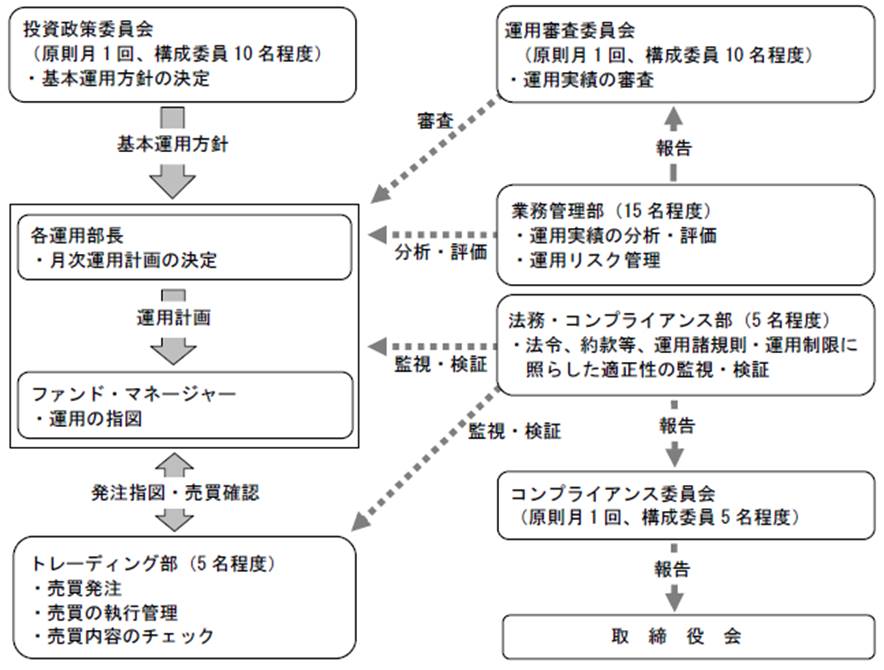 投資政策委員会
（原則月１回、構成委員10名程度）
・基本運用方針の決定
基本運用方針
各運用部長
・月次運用計画の決定
運用計画
ファンド・マネージャー
・運用の指図
発注指図・売買確認
トレーディング部（5名程度）
・売買発注
・売買の執行管理
・売買内容のチェック
運用審査委員会
（原則月１回、構成委員10名程度）
・運用実績の審査
審査
報告
業務管理部（15名程度）
・運用実績の分析・評価
・運用リスク管理
分析・評価
法務・コンプライアンス部（5名程度）
・法令、約款等、運用諸規則・運用制限に
照らした適正性の監視・検証
監視・検証
監視・検証
報告
コンプライアンス委員会
（原則月１回、構成委員5名程度）
報告
取　締　役　会